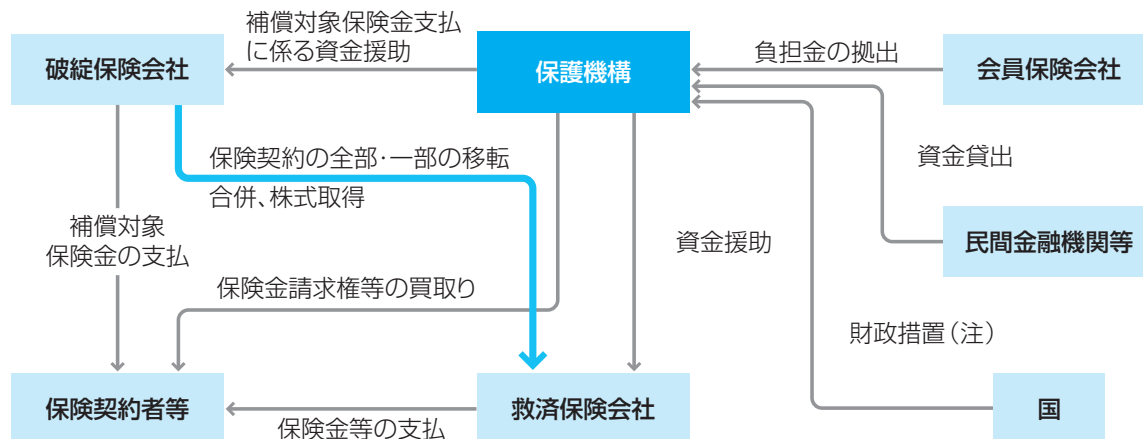 補償対象保険金支払
に係る資金援助
破綻保険会社
保護機構
負担金の拠出
会員保険会社
保険契約の全部・一部の移転
合併、株式取得
資金貸出
補償対象
保険金の支払
資金援助
民間金融機関等
保険金請求権等の買取り
財政措置（注）
保険契約者等
救済保険会社
国
保険金等の支払